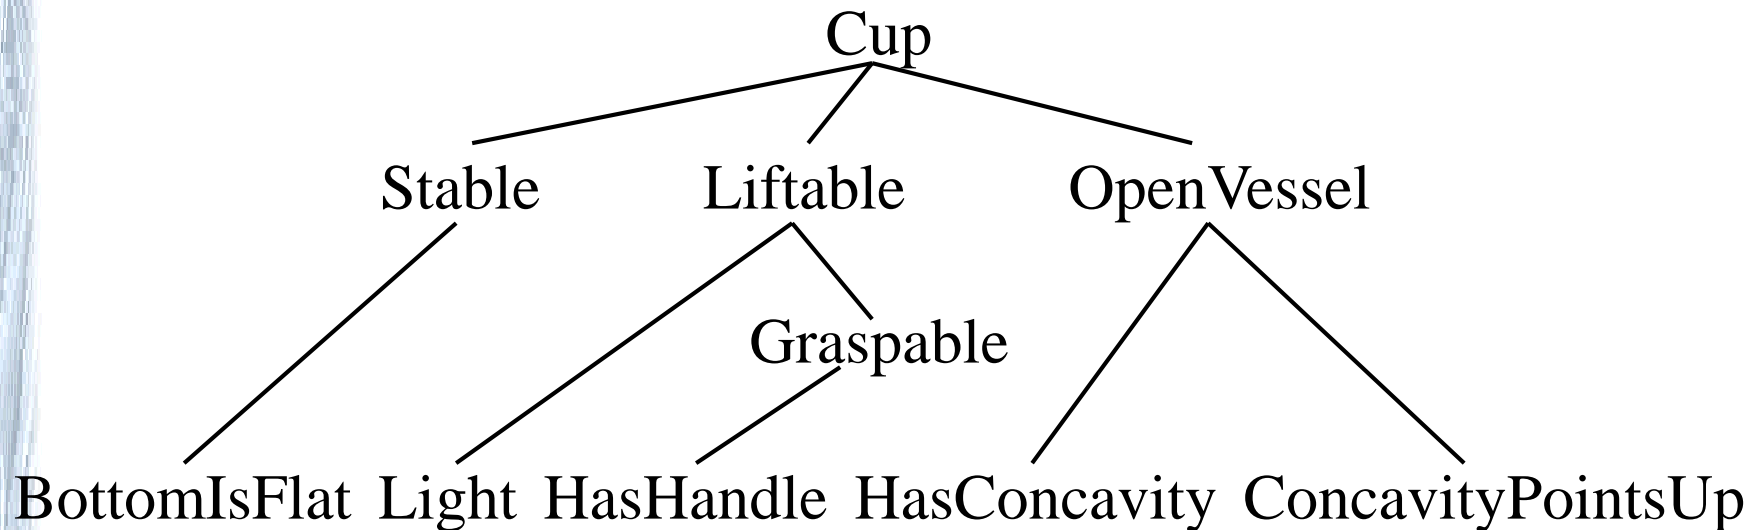 Cup
Stable Liftable OpenVessel
Graspable
BottomIsFlat Light HasHandle HasConcavity ConcavityPointsUp